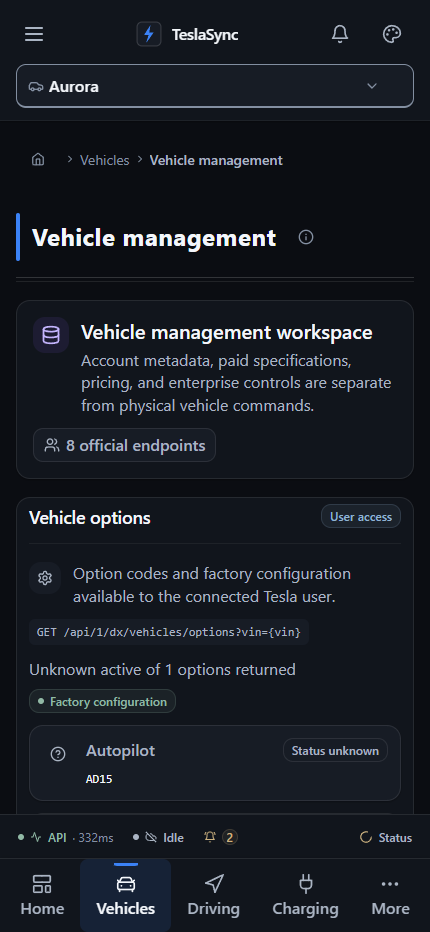 TeslaSync
Aurora
Vehicles
Vehicle management
Vehicle management
Vehicle management workspace
Account metadata, paid specifications,
pricing, and enterprise controls are separate
from physical vehicle commands.
8 official endpoints
Vehicle options
User access
Option codes and factory configuration
available to the connected Tesla user.
GET /api/1/dx/vehicles/options?vin={vin}
Unknown active of 1 options returned
Factory configuration
Autopilot
Status unknown
AD15
API · 332ms
Idle
2
Status
Home
Vehicles
Driving
Charging
More